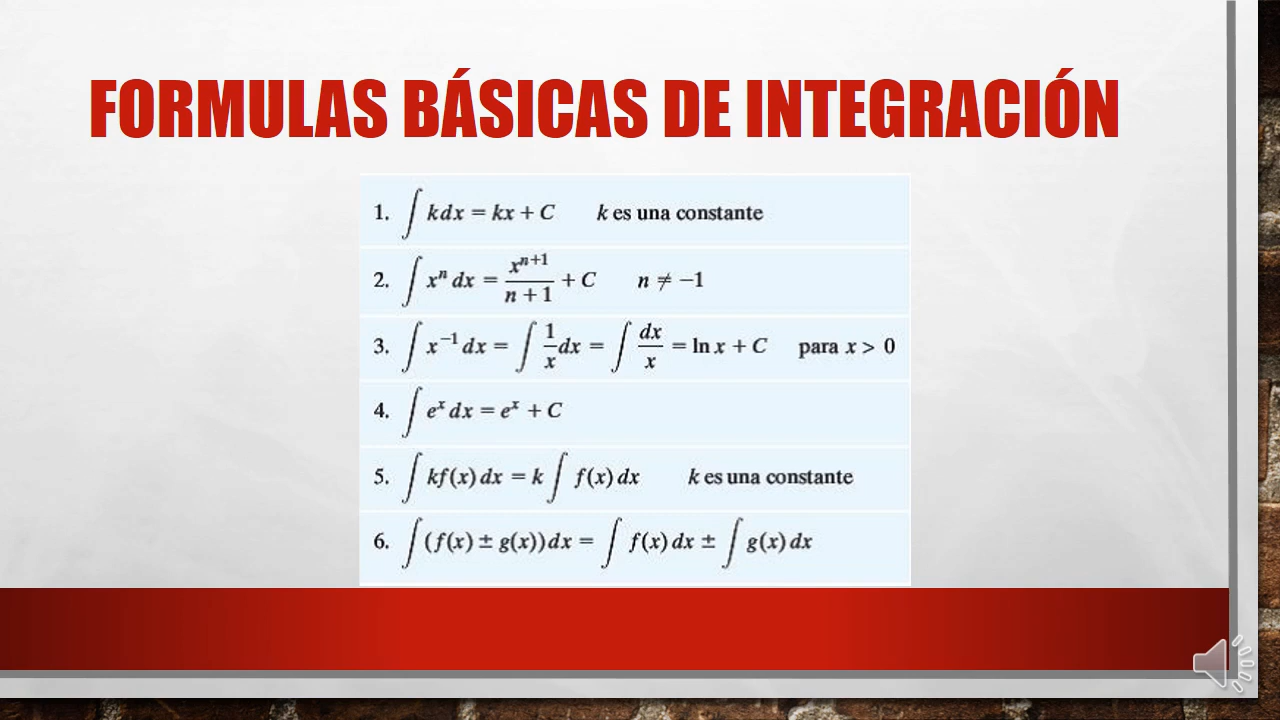 FORMULAS BÁSICAS DE INTEGRACIÓN
1. ∫ k dx = kx + C k es una constante
2. ∫ xⁿ dx = xⁿ⁺¹/(n + 1) + C n ≠ −1
3. ∫ x⁻¹ dx = ∫ 1/x dx = ∫ dx/x = ln x + C para x > 0
4. ∫ eˣ dx = eˣ + C
5. ∫ kf(x) dx = k ∫ f(x) dx k es una constante
6. ∫ (f(x) ± g(x)) dx = ∫ f(x) dx ± ∫ g(x) dx